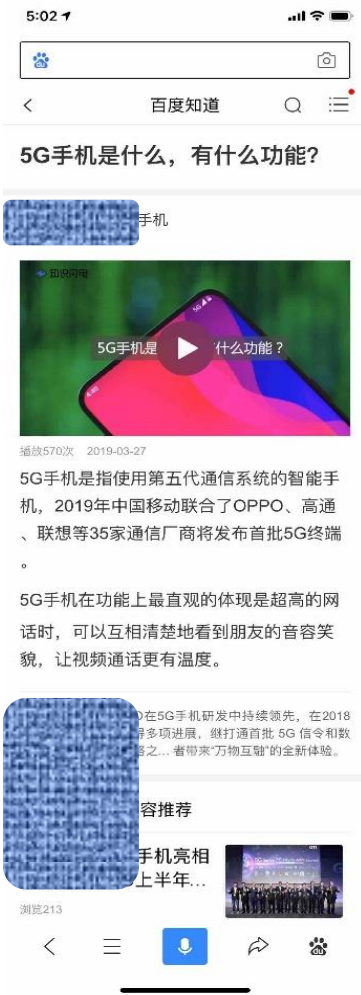 5:02
百度知道
5G手机是什么，有什么功能?
手机
知识闪电
5G
5G手机是
什么功能？
播放570次 2019-03-27
5G手机是指使用第五代通信系统的智能手
机，2019年中国移动联合了OPPO、高通
、联想等35家通信厂商将发布首批5G终端
。
5G手机在功能上最直观的体现是超高的网
话时，可以互相清楚地看到朋友的音容笑
貌，让视频通话更有温度。
在5G手机研发中持续领先，在2018
多项进展，继打通首批 5G 信令和数
之... 者带来“万物互融”的全新体验。
容推荐
手机亮相
上半年...
浏览213